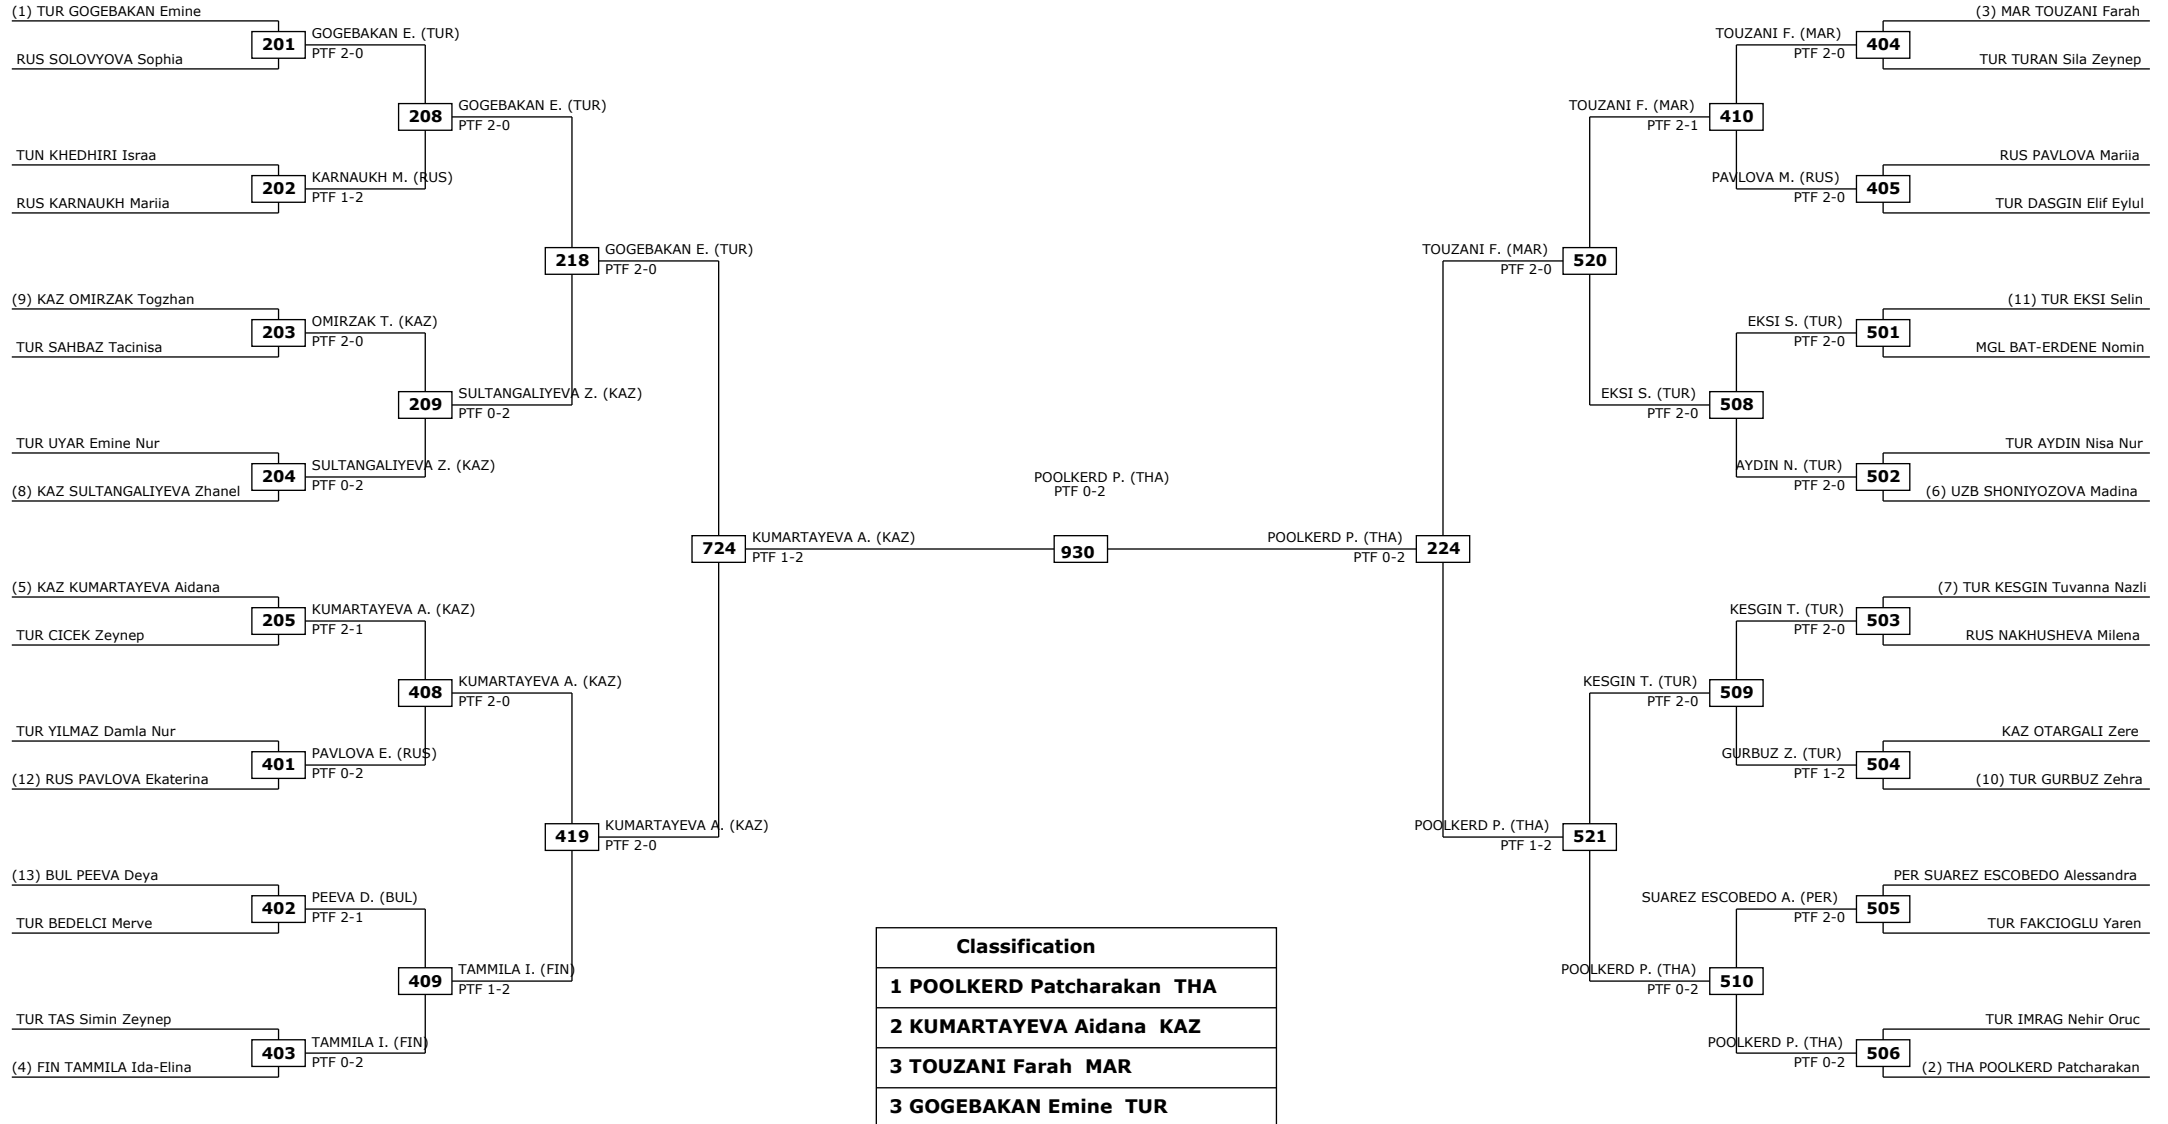 (1) TUR GOGEBAKAN Emine
201
GOGEBAKAN E. (TUR)
PTF 2-0
RUS SOLOVYOVA Sophia
208
GOGEBAKAN E. (TUR)
PTF 2-0
TUN KHEDHIRI Israa
202
KARNAUKH M. (RUS)
PTF 1-2
RUS KARNAUKH Mariia
218
GOGEBAKAN E. (TUR)
PTF 2-0
(9) KAZ OMIRZAK Togzhan
203
OMIRZAK T. (KAZ)
PTF 2-0
TUR SAHBAZ Tacinisa
209
SULTANGALIYEVA Z. (KAZ)
PTF 0-2
TUR UYAR Emine Nur
204
SULTANGALIYEVA Z. (KAZ)
PTF 0-2
(8) KAZ SULTANGALIYEVA Zhanel
724
KUMARTAYEVA A. (KAZ)
PTF 1-2
(5) KAZ KUMARTAYEVA Aidana
205
KUMARTAYEVA A. (KAZ)
PTF 2-1
TUR CICEK Zeynep
408
KUMARTAYEVA A. (KAZ)
PTF 2-0
TUR YILMAZ Damla Nur
401
PAVLOVA E. (RUS)
PTF 0-2
(12) RUS PAVLOVA Ekaterina
419
KUMARTAYEVA A. (KAZ)
PTF 2-0
(13) BUL PEEVA Deya
402
PEEVA D. (BUL)
PTF 2-1
TUR BEDELCI Merve
409
TAMMILA I. (FIN)
PTF 1-2
TUR TAS Simin Zeynep
403
TAMMILA I. (FIN)
PTF 0-2
(4) FIN TAMMILA Ida-Elina
POOLKERD P. (THA)
PTF 0-2
930
(3) MAR TOUZANI Farah
TOUZANI F. (MAR)
PTF 2-0
404
TUR TURAN Sila Zeynep
TOUZANI F. (MAR)
PTF 2-1
410
RUS PAVLOVA Mariia
PAVLOVA M. (RUS)
PTF 2-0
405
TUR DASGIN Elif Eylul
TOUZANI F. (MAR)
PTF 2-0
520
(11) TUR EKSI Selin
EKSI S. (TUR)
PTF 2-0
501
MGL BAT-ERDENE Nomin
EKSI S. (TUR)
PTF 2-0
508
TUR AYDIN Nisa Nur
AYDIN N. (TUR)
PTF 2-0
502
(6) UZB SHONIYOZOVA Madina
POOLKERD P. (THA)
PTF 0-2
224
(7) TUR KESGIN Tuvanna Nazli
KESGIN T. (TUR)
PTF 2-0
503
RUS NAKHUSHEVA Milena
KESGIN T. (TUR)
PTF 2-0
509
KAZ OTARGALI Zere
GURBUZ Z. (TUR)
PTF 1-2
504
(10) TUR GURBUZ Zehra
POOLKERD P. (THA)
PTF 1-2
521
PER SUAREZ ESCOBEDO Alessandra
SUAREZ ESCOBEDO A. (PER)
PTF 2-0
505
TUR FAKCIOGLU Yaren
POOLKERD P. (THA)
PTF 0-2
510
TUR IMRAG Nehir Oruc
POOLKERD P. (THA)
PTF 0-2
506
(2) THA POOLKERD Patcharakan
Classification
1 POOLKERD Patcharakan THA
2 KUMARTAYEVA Aidana KAZ
3 TOUZANI Farah MAR
3 GOGEBAKAN Emine TUR